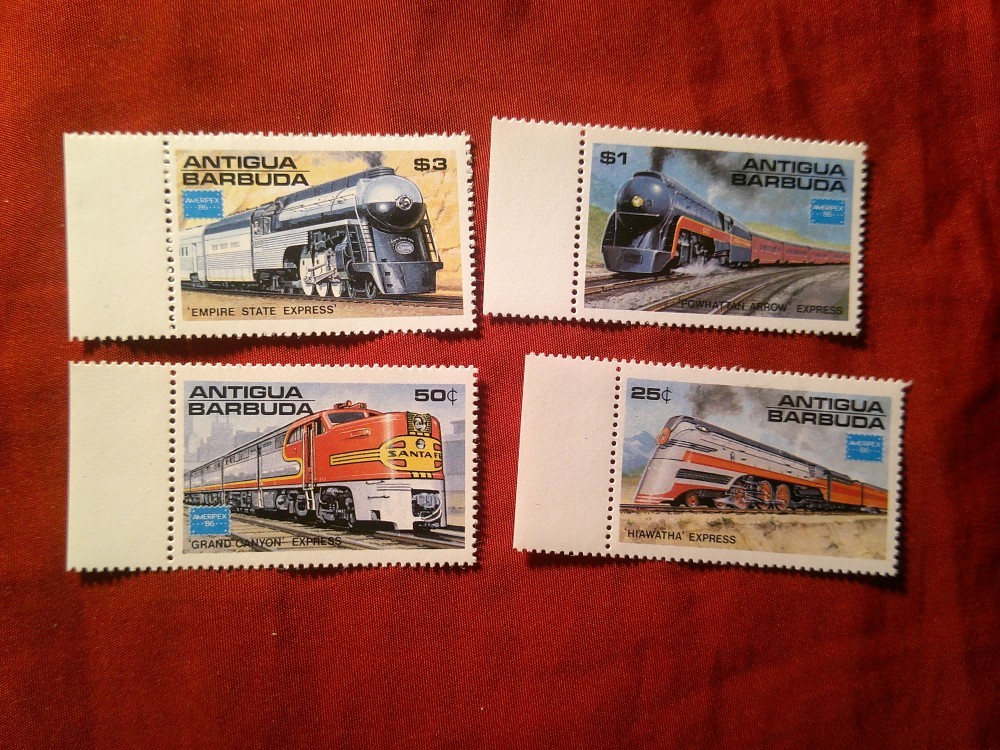 ANTIGUA
BARBUDA
$3
AMERIPEX
86
'EMPIRE STATE EXPRESS'
$1
ANTIGUA
BARBUDA
AMERIPEX
86
'POWHATTAN ARROW' EXPRESS
ANTIGUA
BARBUDA
50¢
SANTA FE
AMERIPEX
86
'GRAND CANYON' EXPRESS
25¢
ANTIGUA
BARBUDA
AMERIPEX
86
'HIAWATHA' EXPRESS